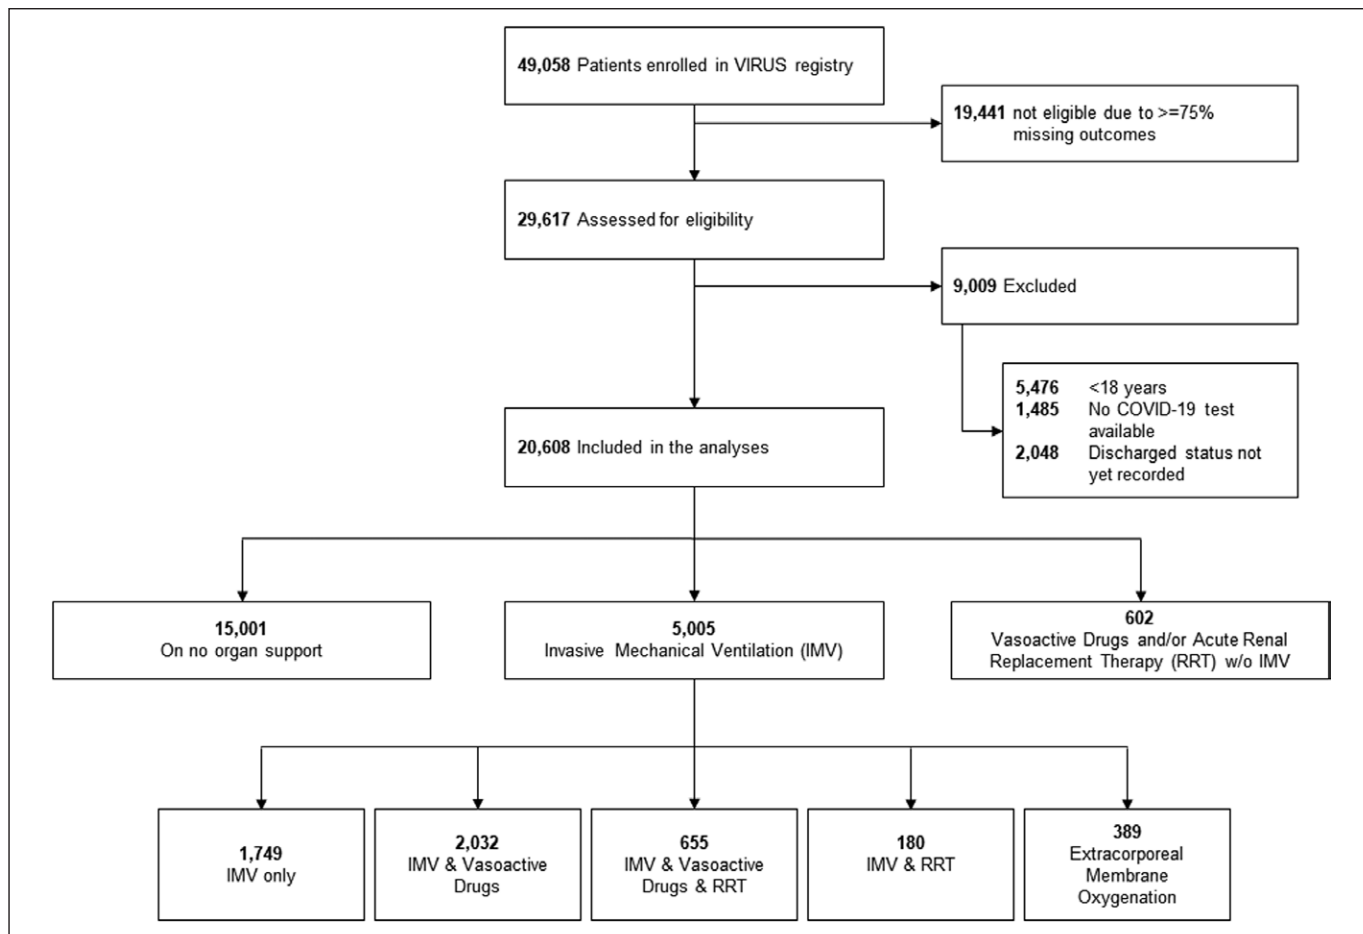 49,058 Patients enrolled in VIRUS registry
19,441 not eligible due to >=75%
missing outcomes
29,617 Assessed for eligibility
9,009 Excluded
5,476 <18 years
1,485 No COVID-19 test
available
2,048 Discharged status not
yet recorded
20,608 Included in the analyses
15,001
On no organ support
5,005
Invasive Mechanical Ventilation (IMV)
602
Vasoactive Drugs and/or Acute Renal
Replacement Therapy (RRT) w/o IMV
1,749
IMV only
2,032
IMV & Vasoactive
Drugs
655
IMV & Vasoactive
Drugs & RRT
180
IMV & RRT
389
Extracorporeal
Membrane
Oxygenation